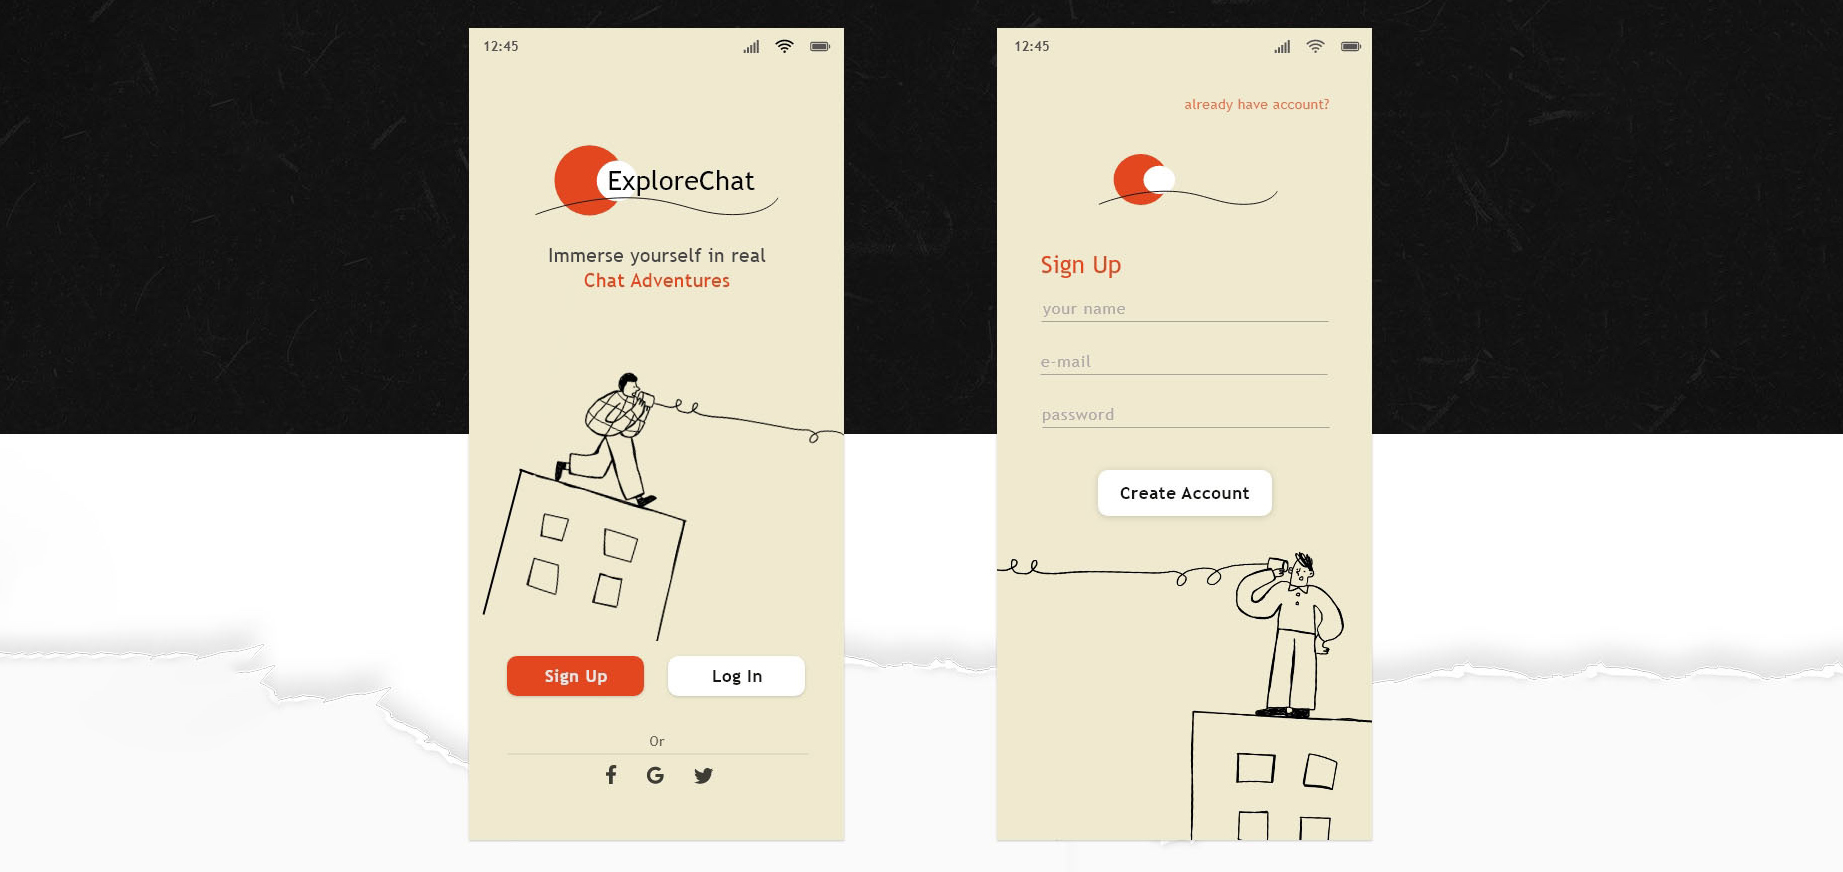 12:45
ExploreChat
Immerse yourself in real
Chat Adventures
Sign Up
Log In
Or
12:45
already have account?
Sign Up
your name
e-mail
password
Create Account